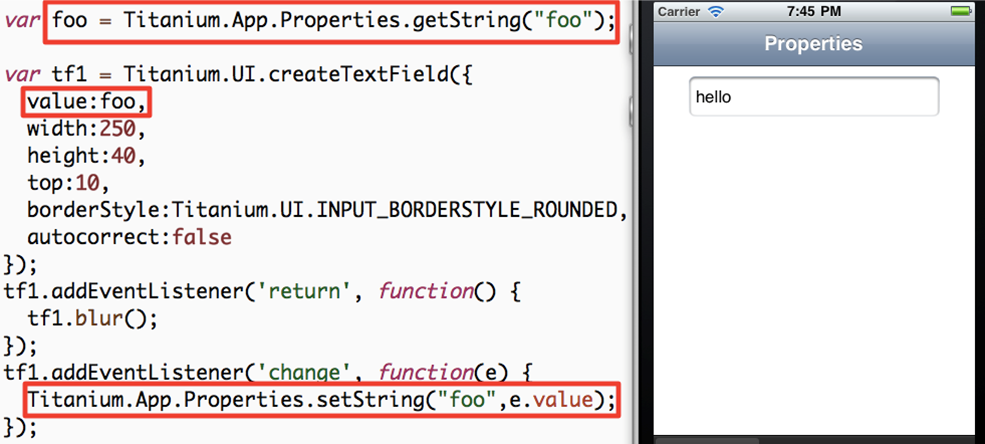 var foo = Titanium.App.Properties.getString("foo");
var tf1 = Titanium.UI.createTextField({
value:foo,
width:250,
height:40,
top:10,
borderStyle:Titanium.UI.INPUT_BORDERSTYLE_ROUNDED,
autocorrect:false
});
tf1.addEventListener('return', function() {
tf1.blur();
});
tf1.addEventListener('change', function(e) {
Titanium.App.Properties.setString("foo",e.value);
});
Carrier 7:45 PM
Properties
hello